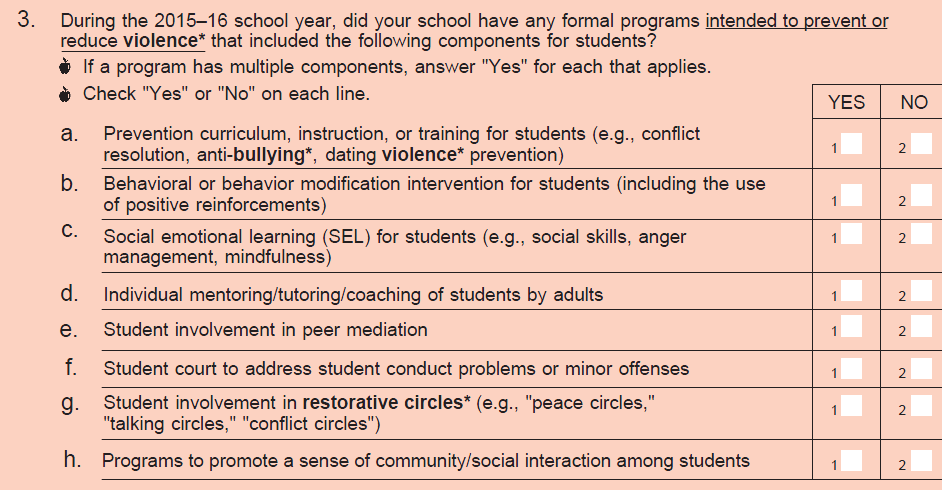 3. During the 2015–16 school year, did your school have any formal programs intended to prevent or
reduce violence* that included the following components for students?
If a program has multiple components, answer "Yes" for each that applies.
Check "Yes" or "No" on each line.
YES NO
a. Prevention curriculum, instruction, or training for students (e.g., conflict
resolution, anti-bullying*, dating violence* prevention)
1 2
b. Behavioral or behavior modification intervention for students (including the use
of positive reinforcements)
1 2
c. Social emotional learning (SEL) for students (e.g., social skills, anger
management, mindfulness)
1 2
d. Individual mentoring/tutoring/coaching of students by adults 1 2
e. Student involvement in peer mediation 1 2
f. Student court to address student conduct problems or minor offenses 1 2
g. Student involvement in restorative circles* (e.g., "peace circles,"
"talking circles," "conflict circles")
1 2
h. Programs to promote a sense of community/social interaction among students 1 2